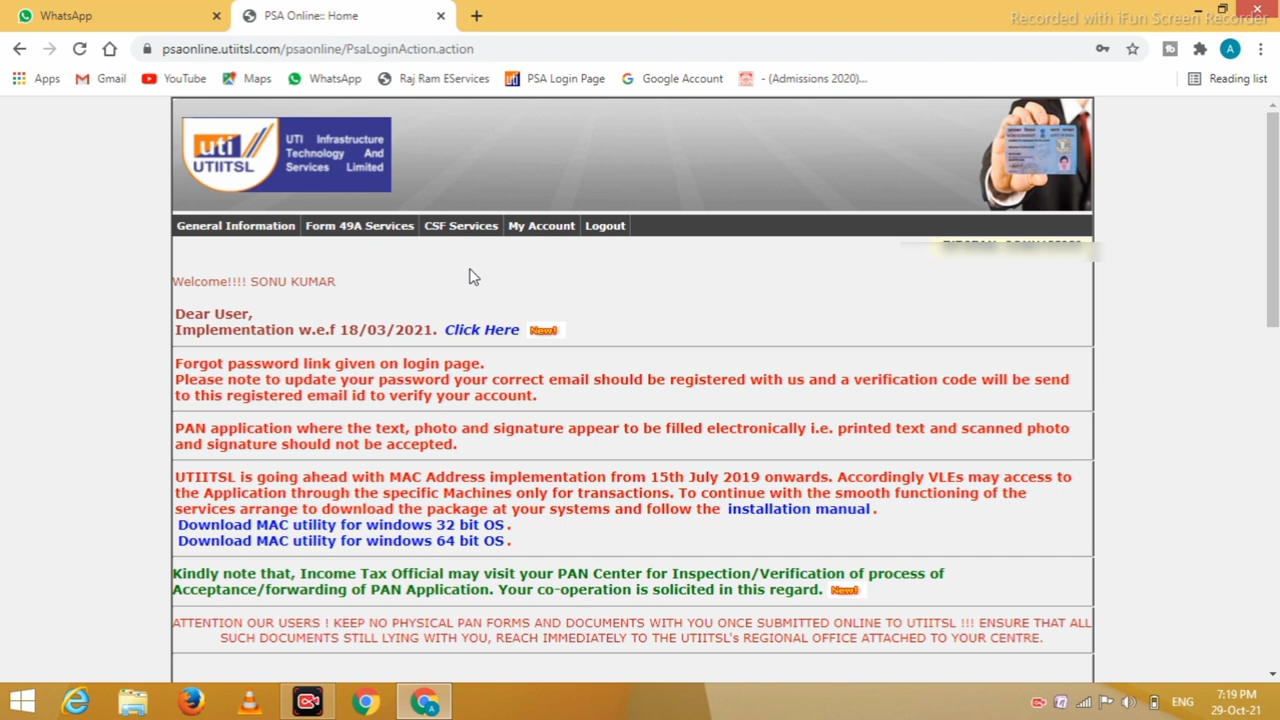 WhatsApp
PSA Online:: Home
Recorded with iFun Screen Recorder
psaonline.utiitsl.com/psaonline/PsaLoginAction.action
A
Apps
Gmail
YouTube
Maps
WhatsApp
Raj Ram EServices
PSA Login Page
Google Account
- (Admissions 2020)...
Reading list
uti
UTIITSL
UTI Infrastructure
Technology And
Services Limited
General Information
Form 49A Services
CSF Services
My Account
Logout
Welcome!!!! SONU KUMAR
Dear User,
Implementation w.e.f 18/03/2021. Click Here New!
Forgot password link given on login page.
Please note to update your password your correct email should be registered with us and a verification code will be send
to this registered email id to verify your account.
PAN application where the text, photo and signature appear to be filled electronically i.e. printed text and scanned photo
and signature should not be accepted.
UTIITSL is going ahead with MAC Address implementation from 15th July 2019 onwards. Accordingly VLEs may access to
the Application through the specific Machines only for transactions. To continue with the smooth functioning of the
services arrange to download the package at your systems and follow the installation manual.
Download MAC utility for windows 32 bit OS.
Download MAC utility for windows 64 bit OS.
Kindly note that, Income Tax Official may visit your PAN Center for Inspection/Verification of process of
Acceptance/forwarding of PAN Application. Your co-operation is solicited in this regard. New!
ATTENTION OUR USERS ! KEEP NO PHYSICAL PAN FORMS AND DOCUMENTS WITH YOU ONCE SUBMITTED ONLINE TO UTIITSL !!! ENSURE THAT ALL
SUCH DOCUMENTS STILL LYING WITH YOU, REACH IMMEDIATELY TO THE UTIITSL's REGIONAL OFFICE ATTACHED TO YOUR CENTRE.
A
ENG
7:19 PM
29-Oct-21